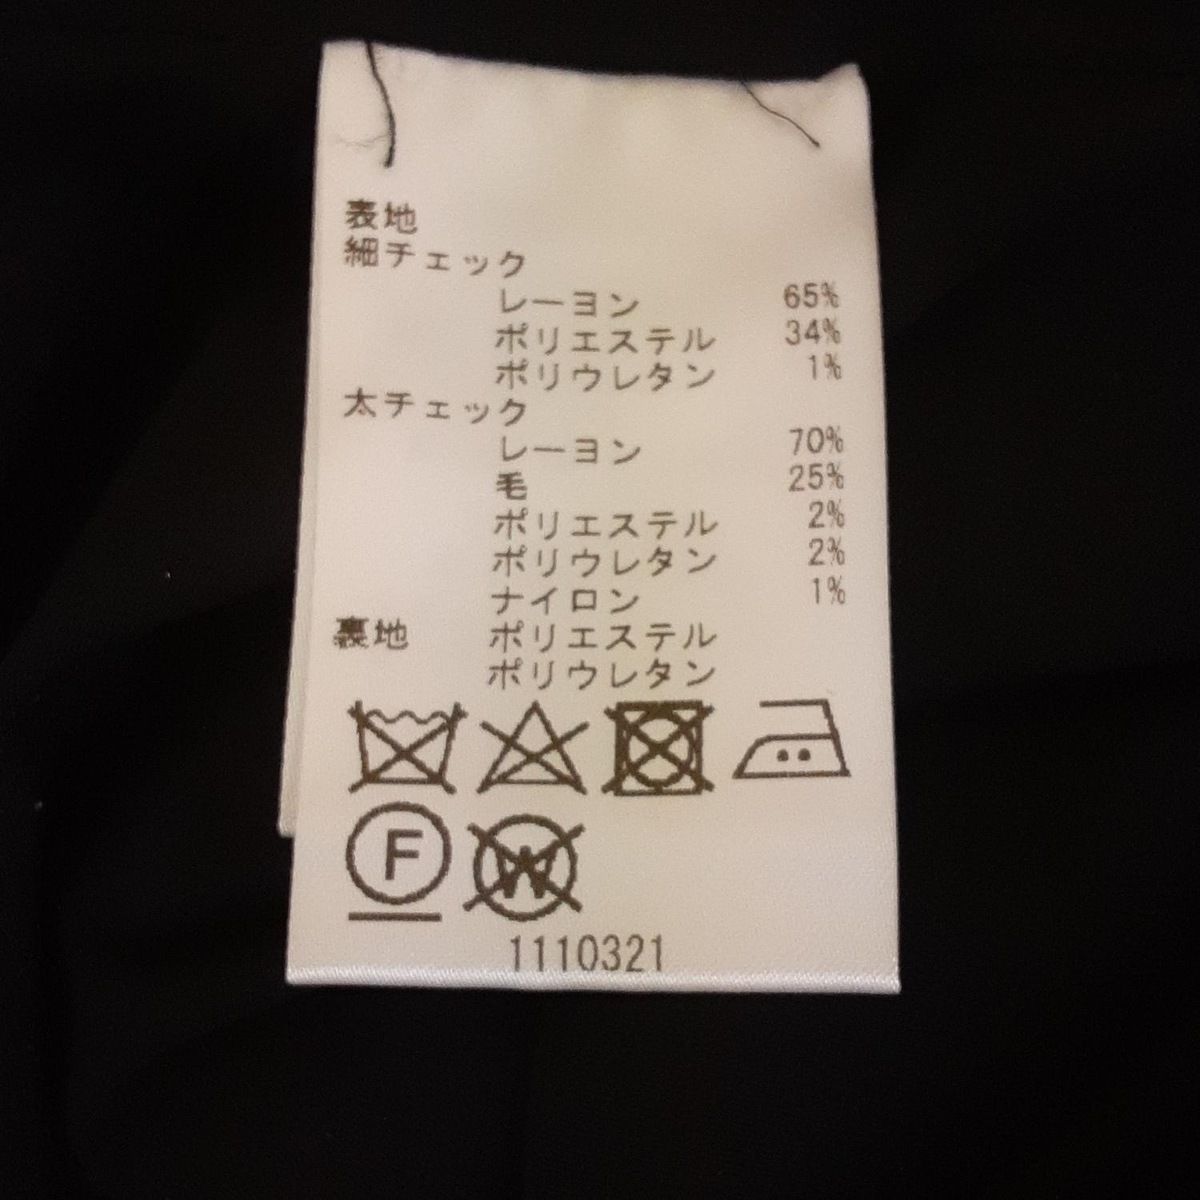 表地
細チェック
レーヨン 65%
ポリエステル 34%
ポリウレタン 1%
太チェック
レーヨン 70%
毛 25%
ポリエステル 2%
ポリウレタン 2%
ナイロン 1%
裏地 ポリエステル
ポリウレタン
F W
1110321